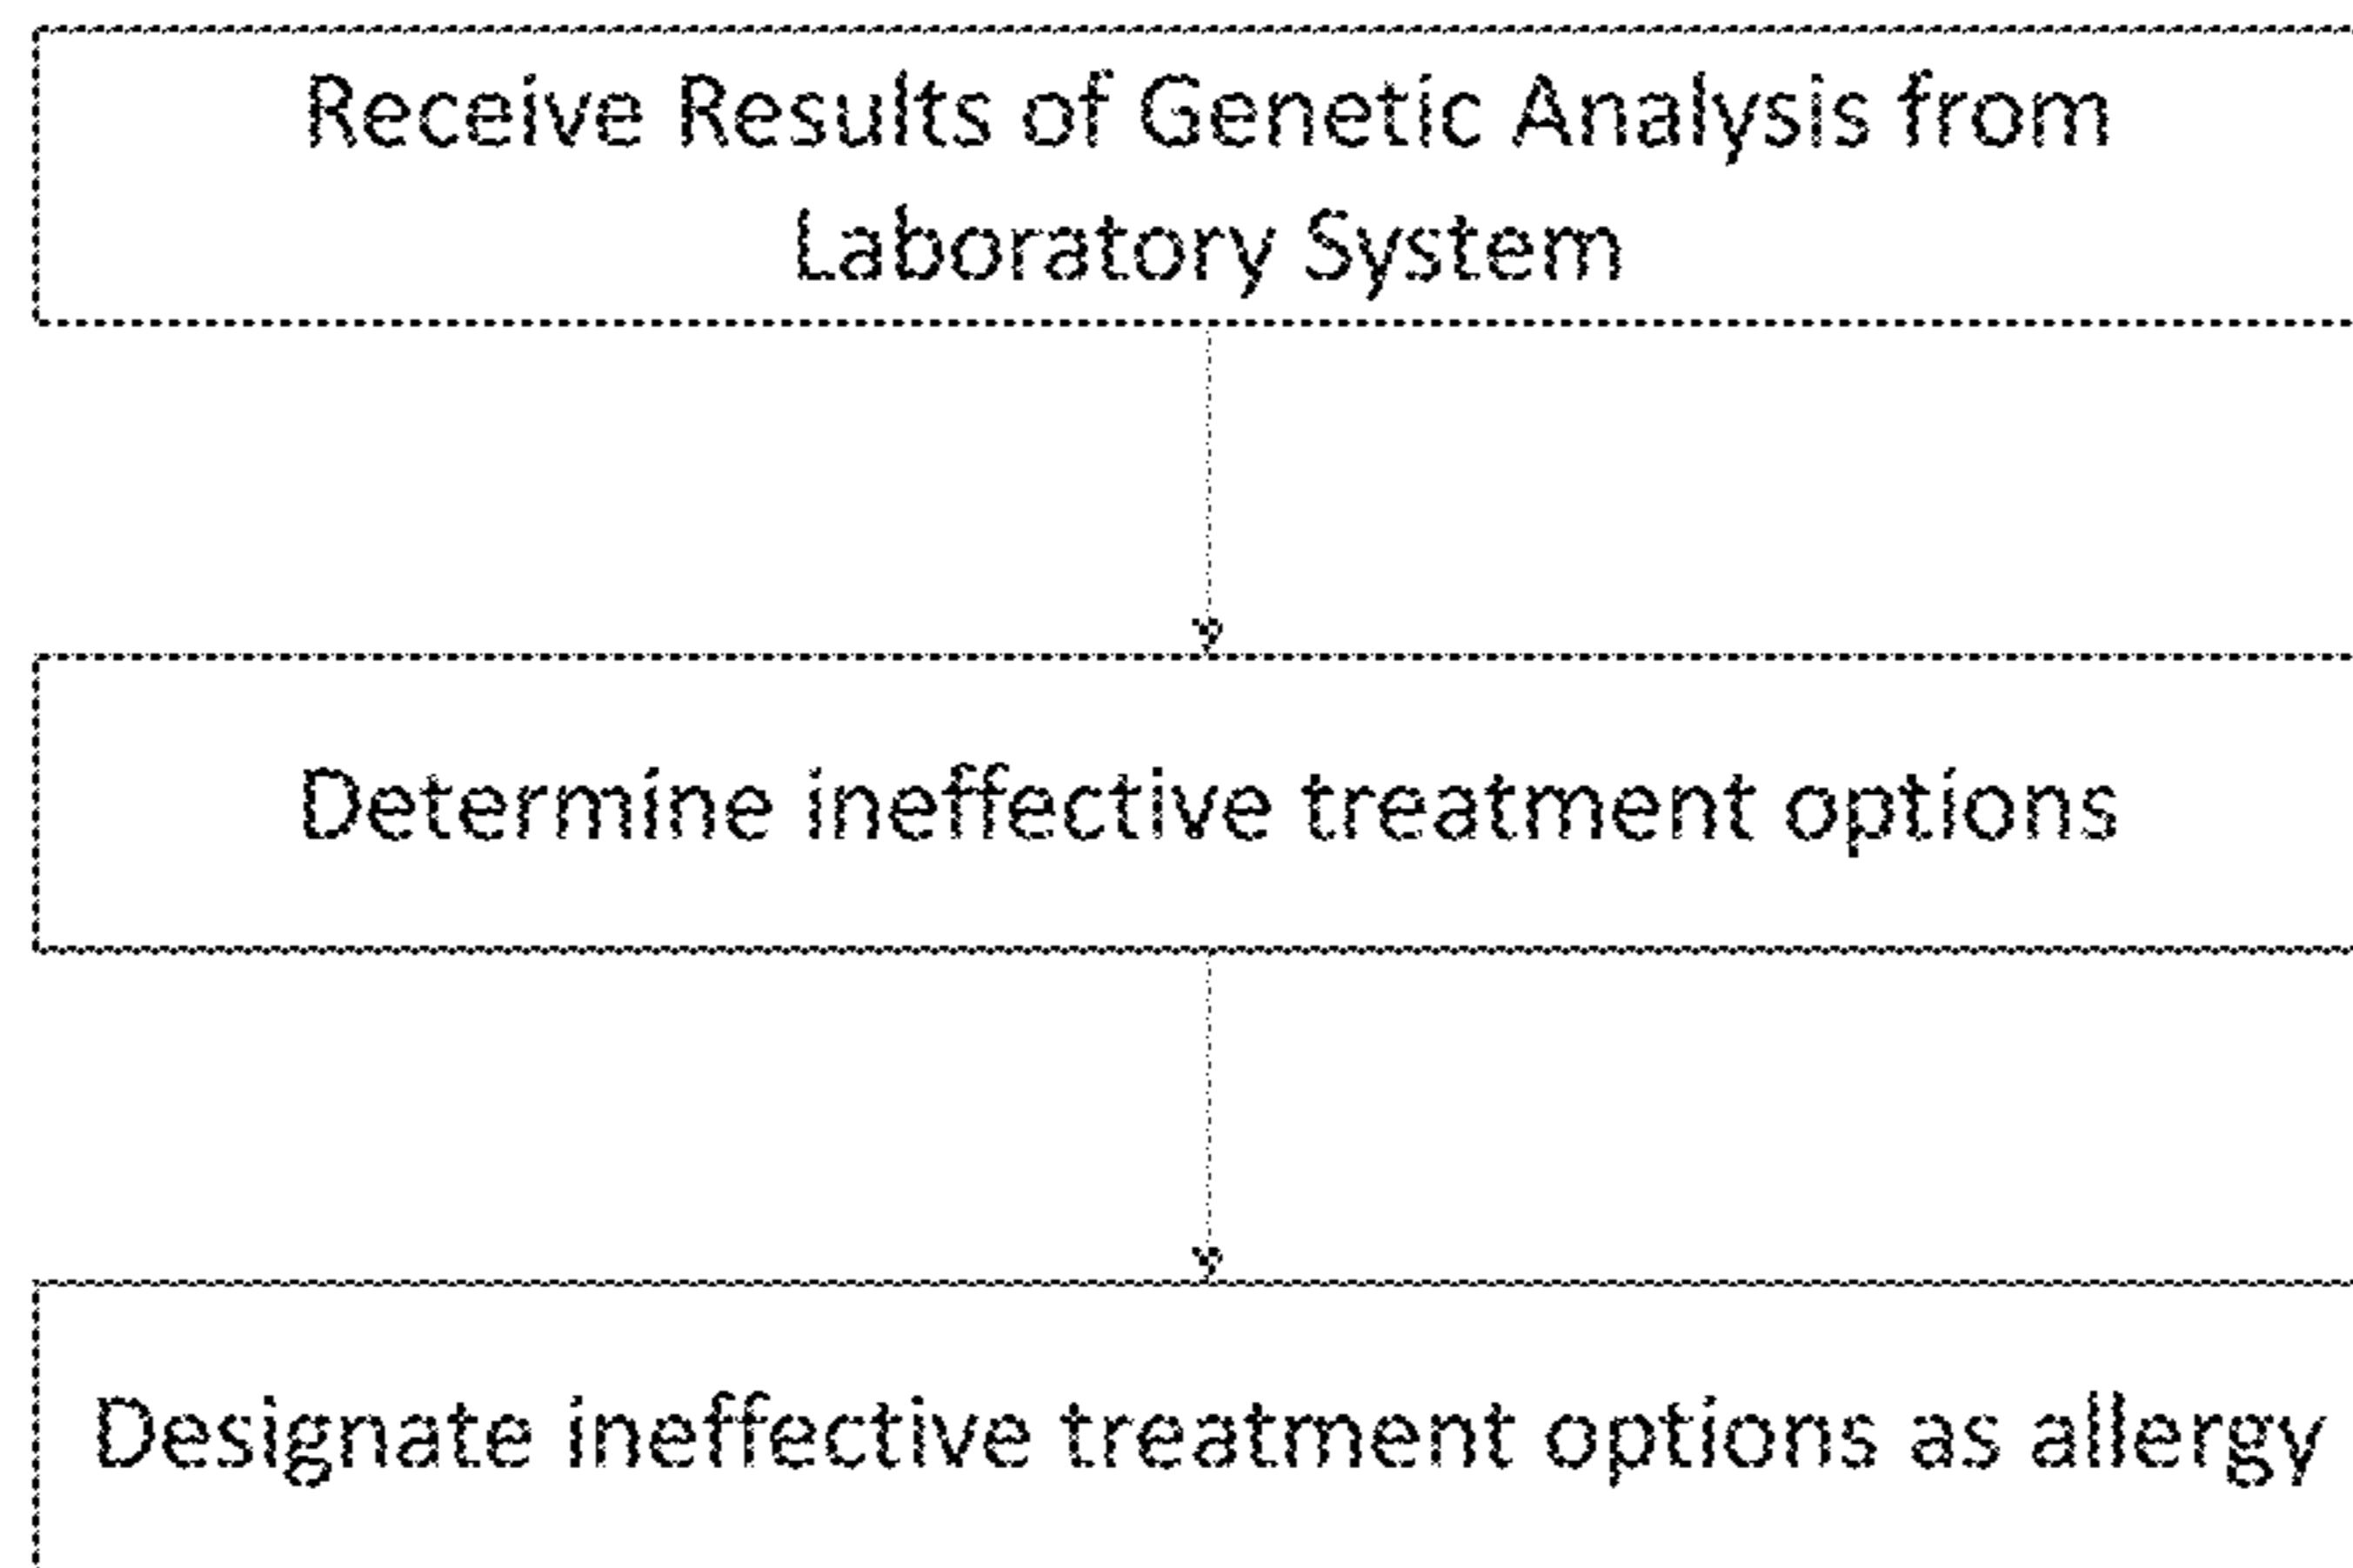 Receive Results of Genetic Analysis from
Laboratory System
Determine ineffective treatment options
Designate ineffective treatment options as allergy